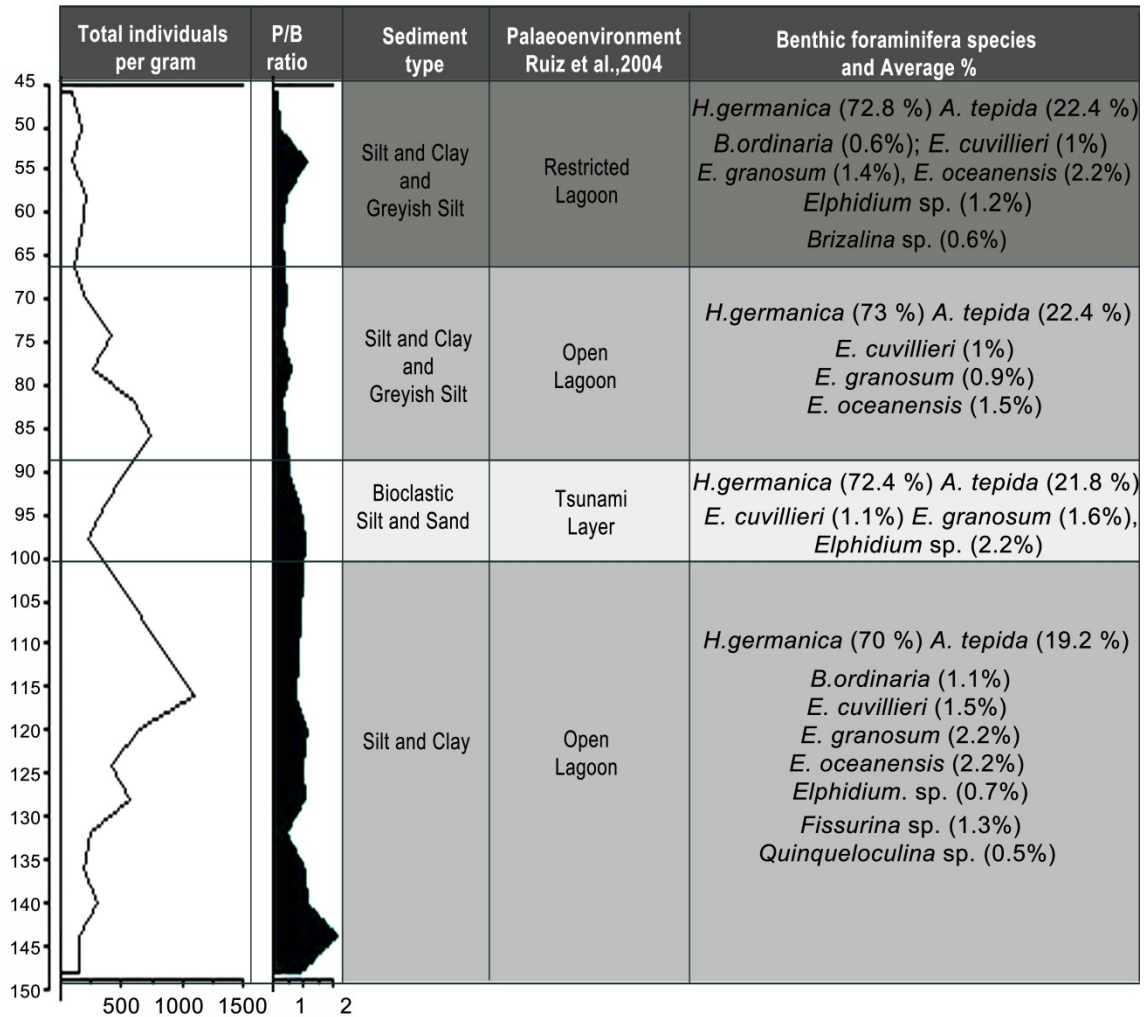 Total individuals
per gram
P/B
ratio
Sediment
type
Palaeoenvironment
Ruiz et al.,2004
Benthic foraminifera species
and Average %
45
50
55
60
65
70
75
80
85
90
95
100
105
110
115
120
125
130
135
140
145
150
Silt and Clay
and
Greyish Silt
Restricted
Lagoon
H.germanica (72.8 %) A. tepida (22.4 %)
B.ordinaria (0.6%); E. cuvillieri (1%)
E. granosum (1.4%), E. oceanensis (2.2%)
Elphidium sp. (1.2%)
Brizalina sp. (0.6%)
Silt and Clay
and
Greyish Silt
Open
Lagoon
H.germanica (73 %) A. tepida (22.4 %)
E. cuvillieri (1%)
E. granosum (0.9%)
E. oceanensis (1.5%)
Bioclastic
Silt and Sand
Tsunami
Layer
H.germanica (72.4 %) A. tepida (21.8 %)
E. cuvillieri (1.1%) E. granosum (1.6%),
Elphidium sp. (2.2%)
Silt and Clay
Open
Lagoon
H.germanica (70 %) A. tepida (19.2 %)
B.ordinaria (1.1%)
E. cuvillieri (1.5%)
E. granosum (2.2%)
E. oceanensis (2.2%)
Elphidium. sp. (0.7%)
Fissurina sp. (1.3%)
Quinqueloculina sp. (0.5%)
500 1000 1500 1 2